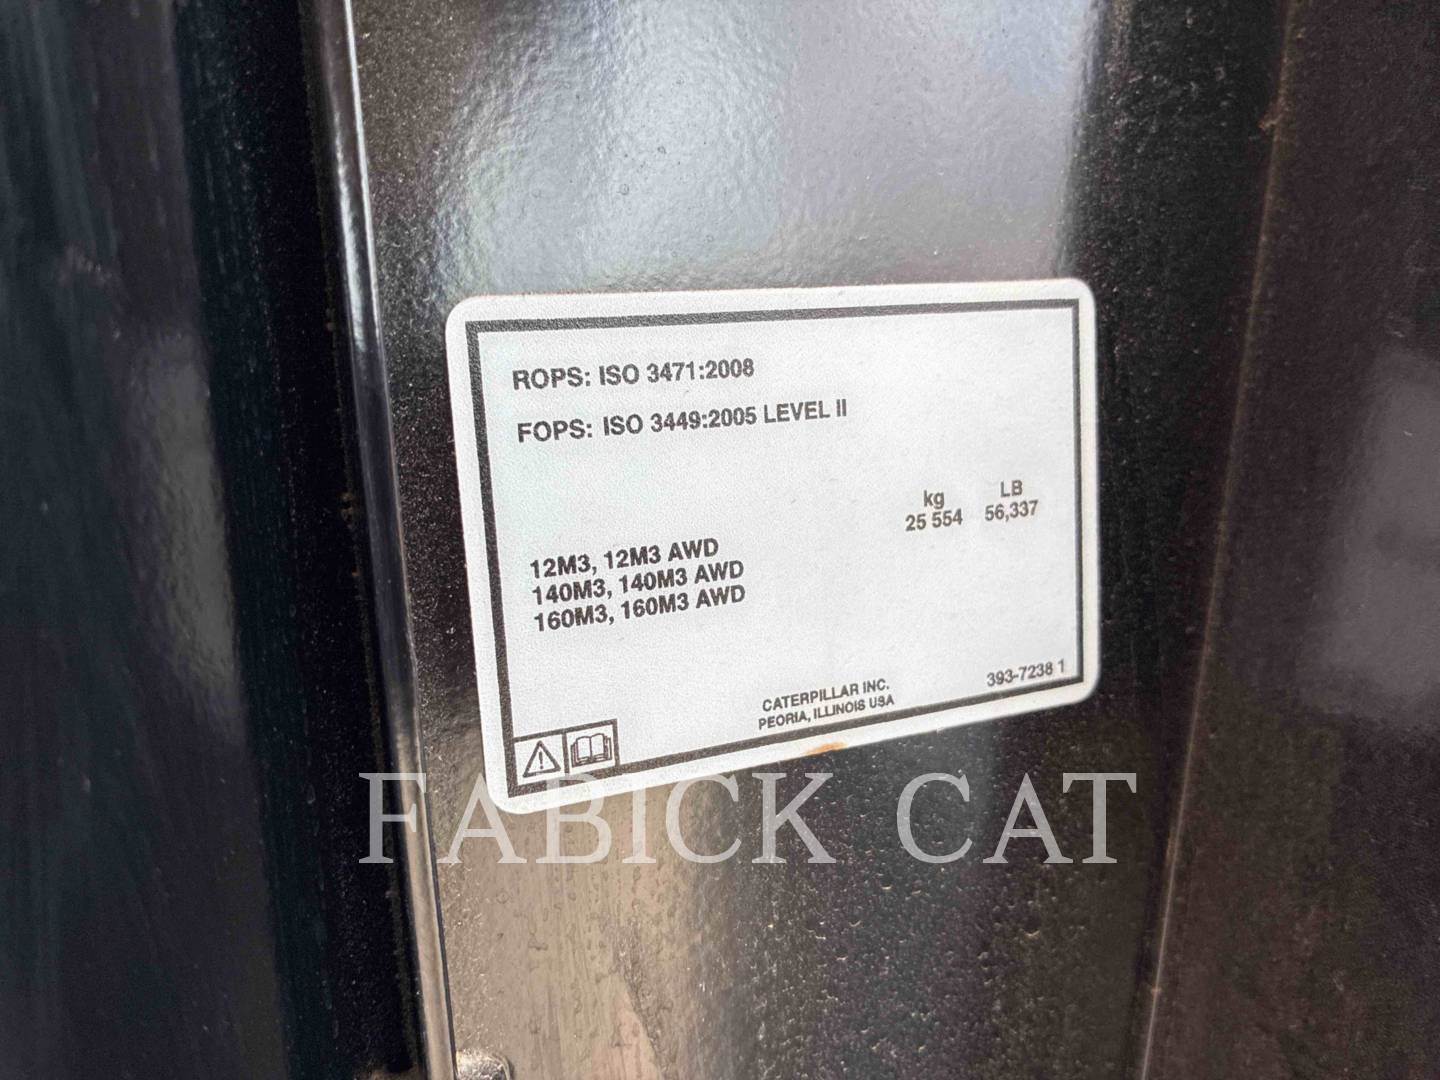 ROPS: ISO 3471:2008
FOPS: ISO 3449:2005 LEVEL II
kg LB
25 554 56,337
12M3, 12M3 AWD
140M3, 140M3 AWD
160M3, 160M3 AWD
CATERPILLAR INC.
PEORIA, ILLINOIS USA
393-7238 1
FABICK CAT